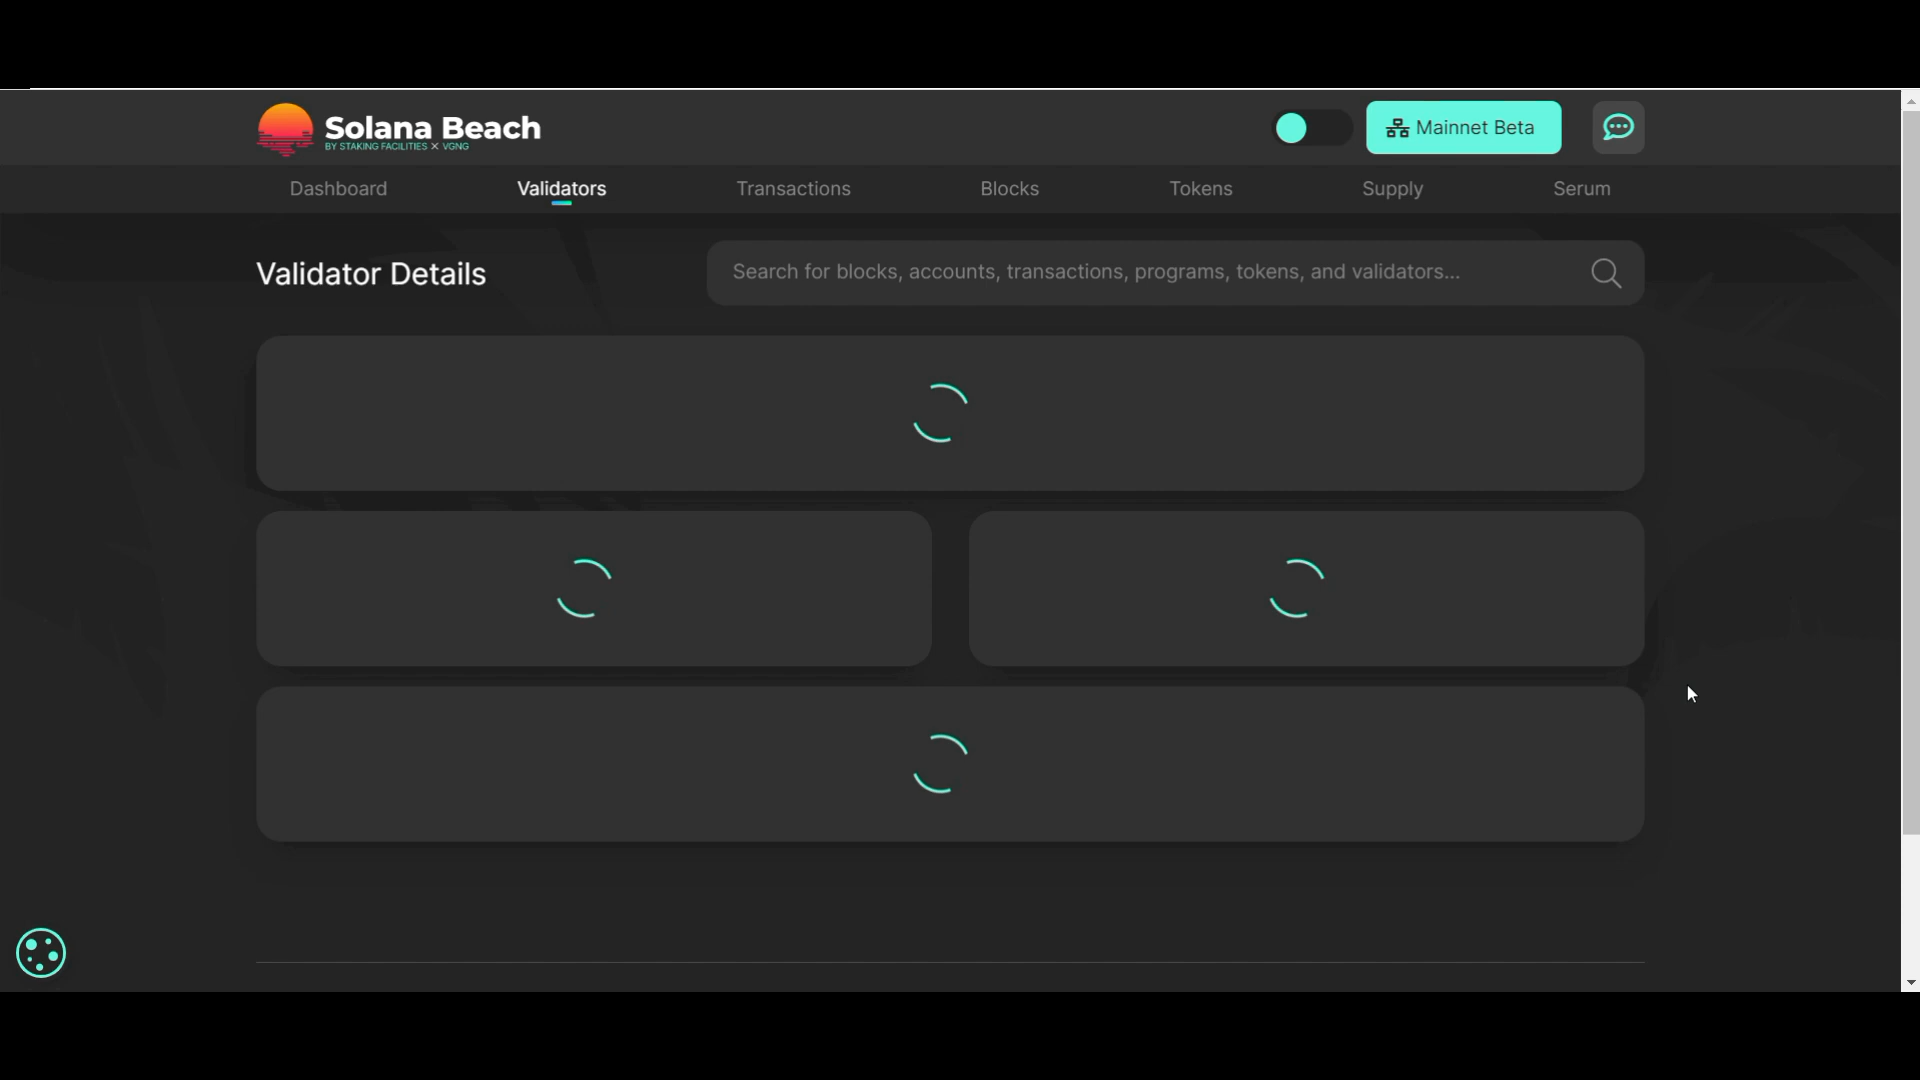 Solana Beach
BY STAKING FACILITIES X VGNG
Mainnet Beta
Dashboard
Validators
Transactions
Blocks
Tokens
Supply
Serum
Validator Details
Search for blocks, accounts, transactions, programs, tokens, and validators...